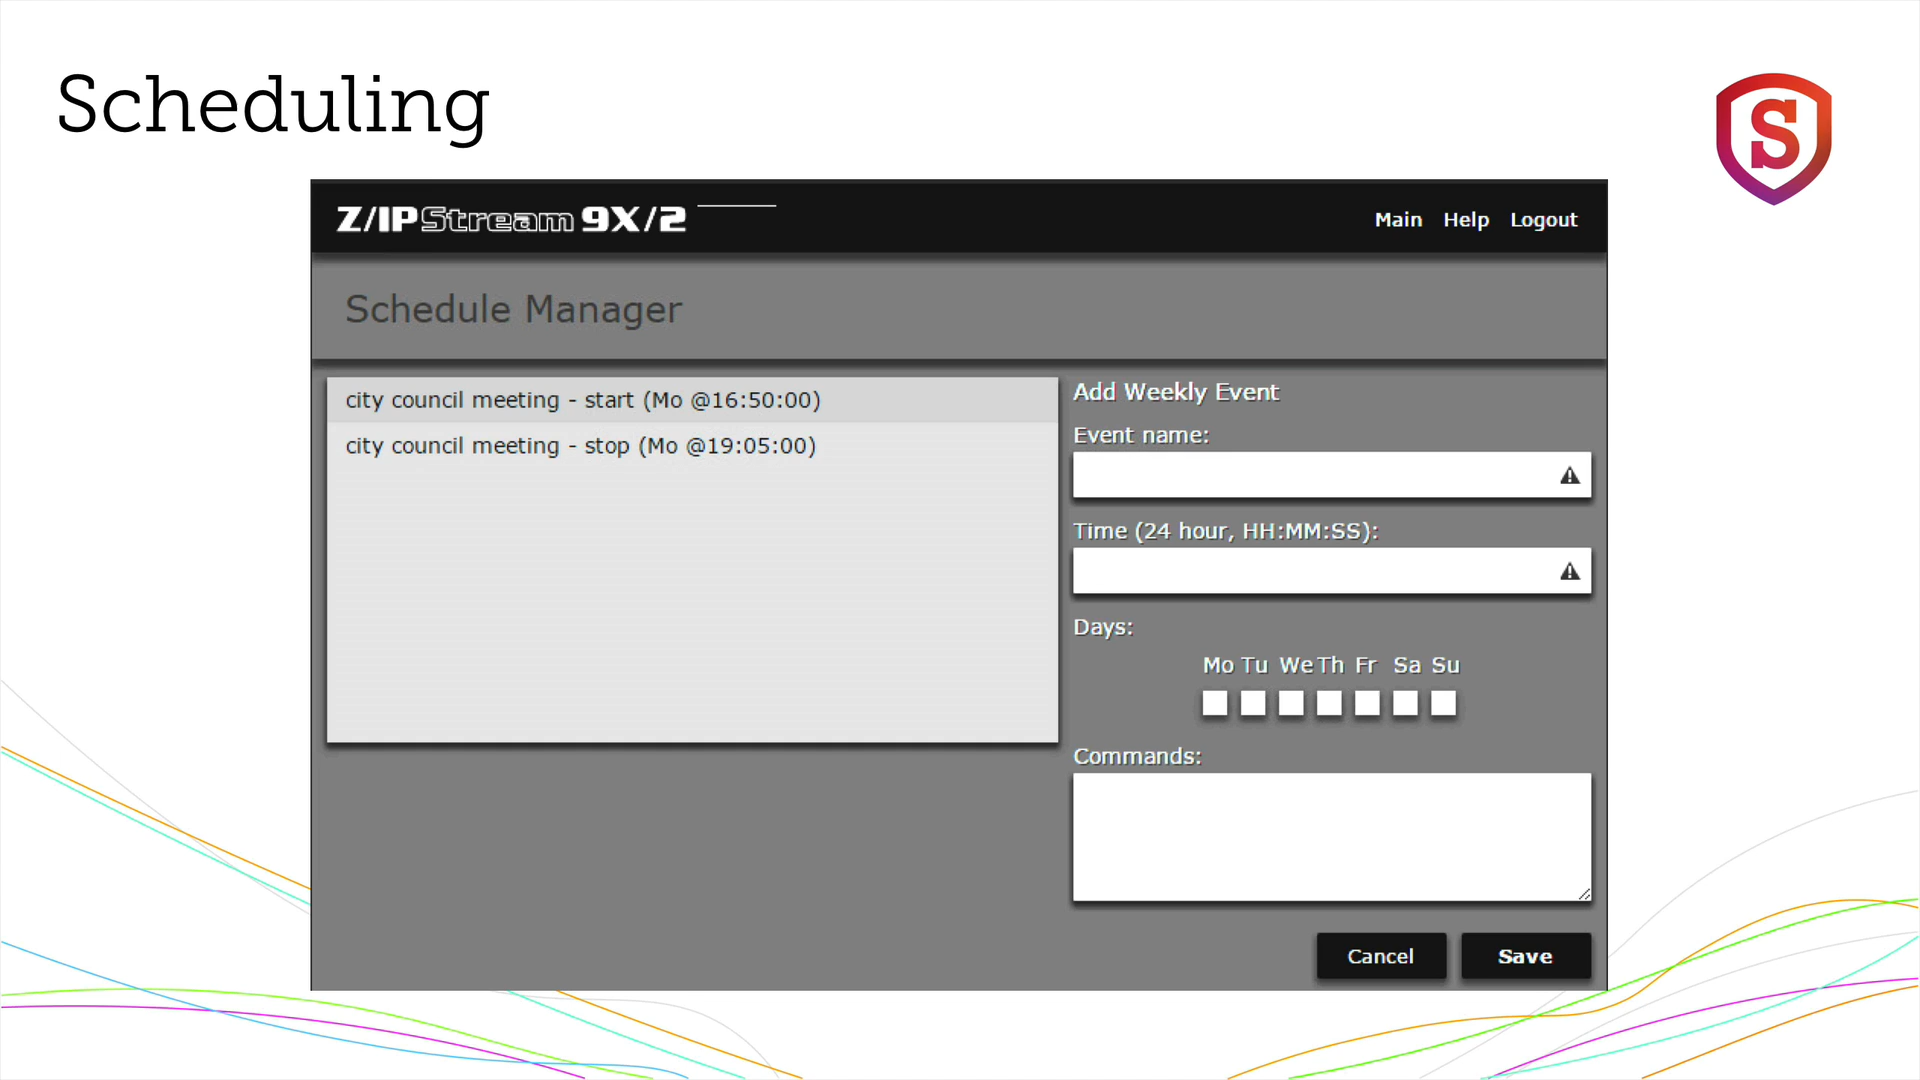 Scheduling
S
Z/IPStream 9X/2
Main Help Logout
Schedule Manager
city council meeting - start (Mo @16:50:00)
city council meeting - stop (Mo @19:05:00)
Add Weekly Event
Event name:
Time (24 hour, HH:MM:SS):
Days:
Mo Tu We Th Fr Sa Su
Commands:
Cancel Save